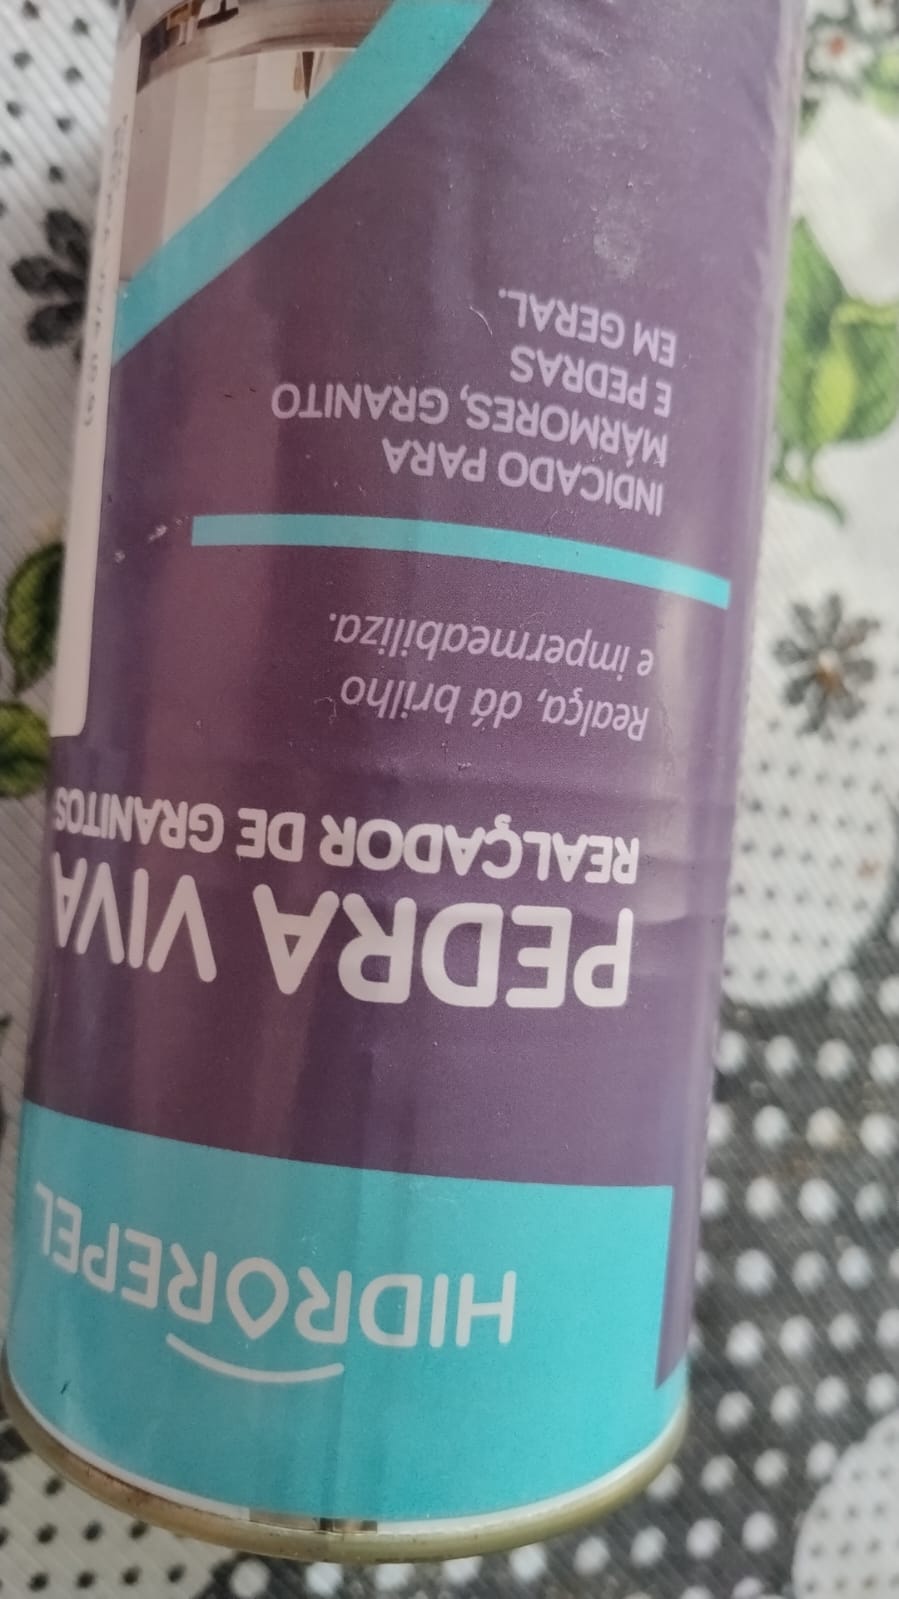 HIDROREPEL
PEDRA VIVA
REALÇADOR DE GRANITOS
Realça, dá brilho
e impermeabiliza.
INDICADO PARA
MÁRMORES, GRANITO
E PEDRAS
EM GERAL.